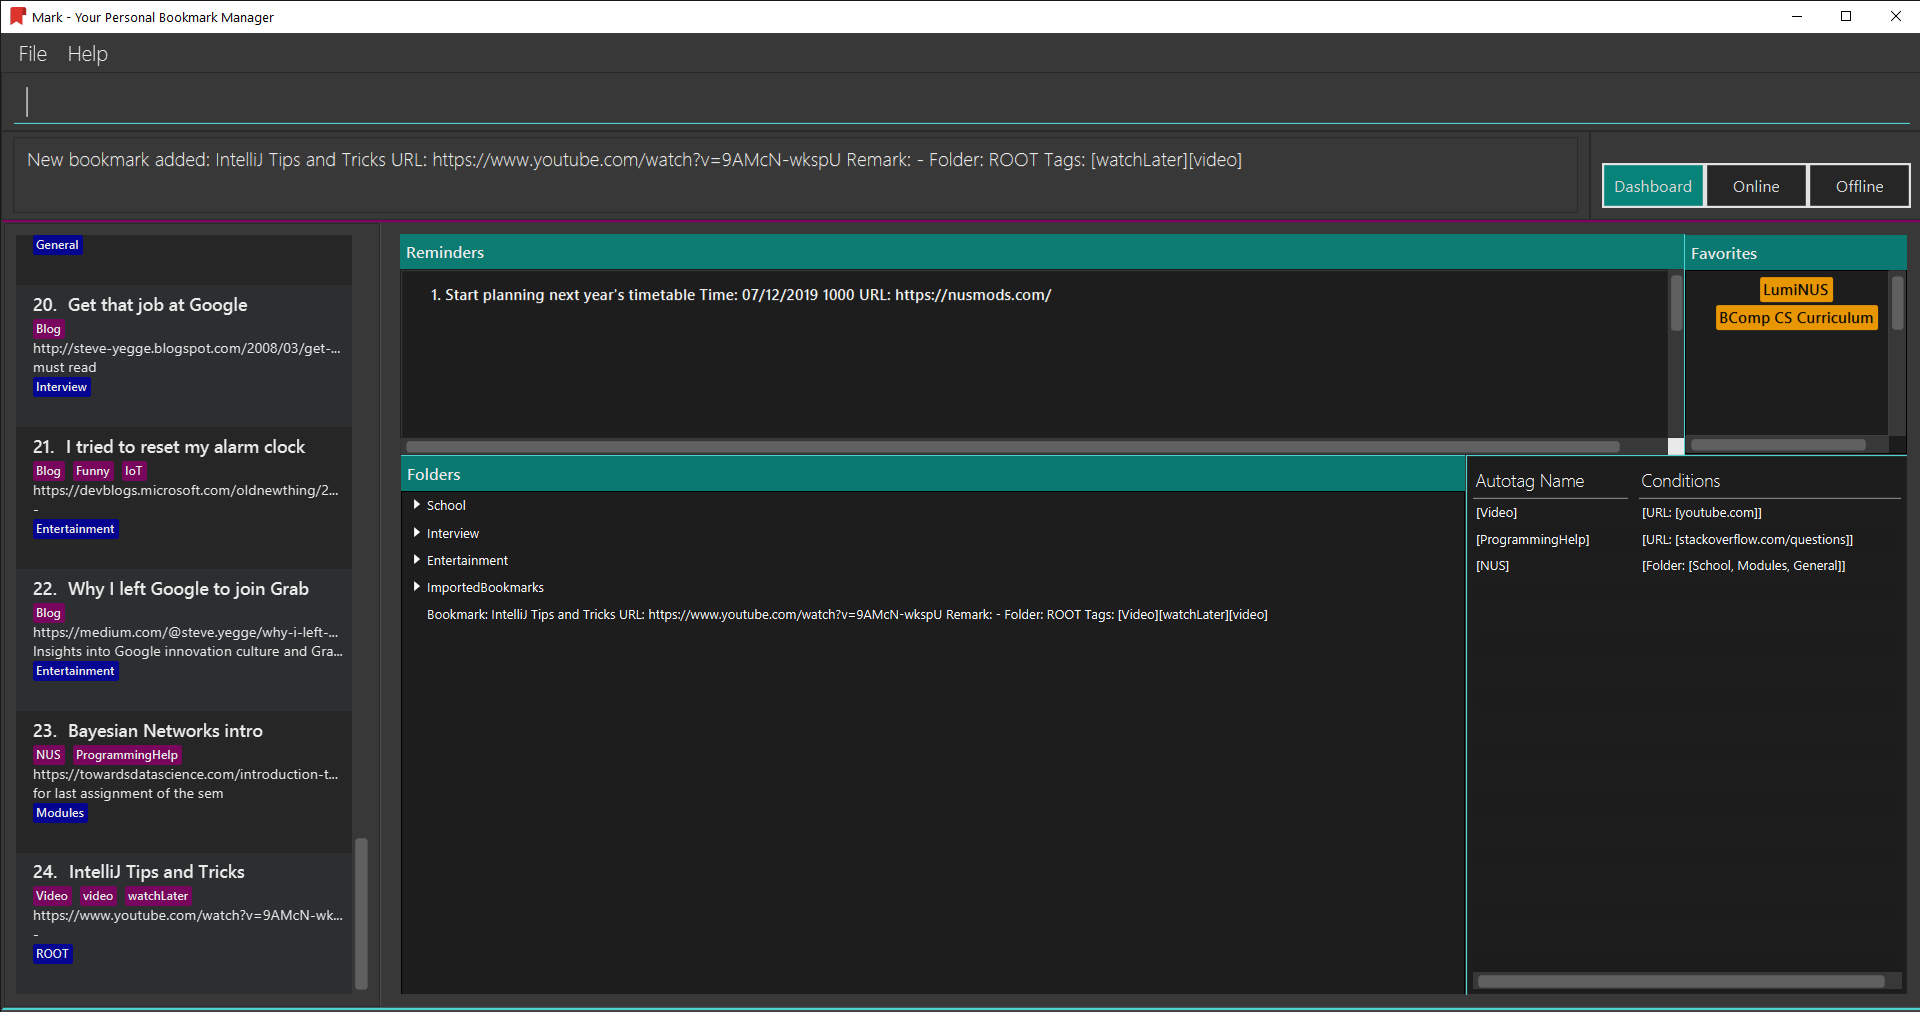 Mark - Your Personal Bookmark Manager
File Help
New bookmark added: IntelliJ Tips and Tricks URL: https://www.youtube.com/watch?v=9AMcN-wkspU Remark: - Folder: ROOT Tags: [watchLater][video]
Dashboard Online Offline
General
20. Get that job at Google
Blog
http://steve-yegge.blogspot.com/2008/03/get-...
must read
Interview
21. I tried to reset my alarm clock
Blog Funny IoT
https://devblogs.microsoft.com/oldnewthing/2...
-
Entertainment
22. Why I left Google to join Grab
Blog
https://medium.com/@steve.yegge/why-i-left-...
Insights into Google innovation culture and Gra...
Entertainment
23. Bayesian Networks intro
NUS ProgrammingHelp
https://towardsdatascience.com/introduction-t...
for last assignment of the sem
Modules
24. IntelliJ Tips and Tricks
Video video watchLater
https://www.youtube.com/watch?v=9AMcN-wk...
-
ROOT
Reminders
1. Start planning next year's timetable Time: 07/12/2019 1000 URL: https://nusmods.com/
Favorites
LumiNUS
BComp CS Curriculum
Folders
School
Interview
Entertainment
ImportedBookmarks
Bookmark: IntelliJ Tips and Tricks URL: https://www.youtube.com/watch?v=9AMcN-wkspU Remark: - Folder: ROOT Tags: [Video][watchLater][video]
Autotag Name Conditions
[Video] [URL: [youtube.com]]
[ProgrammingHelp] [URL: [stackoverflow.com/questions]]
[NUS] [Folder: [School, Modules, General]]